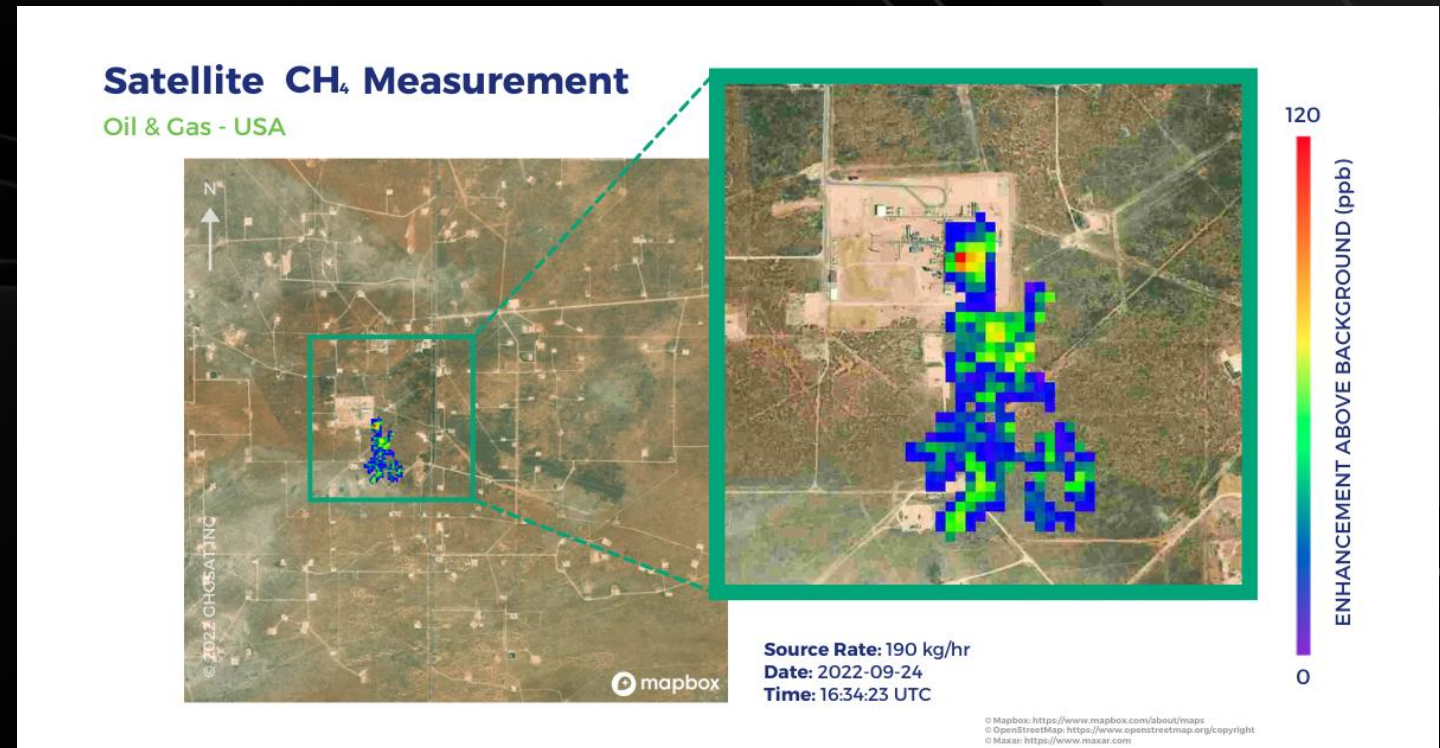 Satellite CH₄ Measurement
Oil & Gas - USA
N
© 2022 GHGSAT INC
mapbox
120
ENHANCEMENT ABOVE BACKGROUND (ppb)
0
Source Rate: 190 kg/hr
Date: 2022-09-24
Time: 16:34:23 UTC
© Mapbox: https://www.mapbox.com/about/maps
© OpenStreetMap: https://www.openstreetmap.org/copyright
© Maxar: https://www.maxar.com